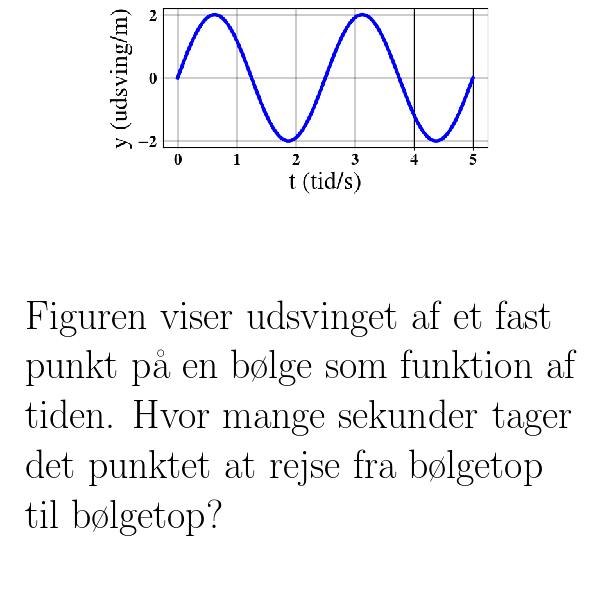 y (udsving/m)
2
0
−2
0 1 2 3 4 5
t (tid/s)
Figuren viser udsvinget af et fast
punkt på en bølge som funktion af
tiden. Hvor mange sekunder tager
det punktet at rejse fra bølgetop
til bølgetop?